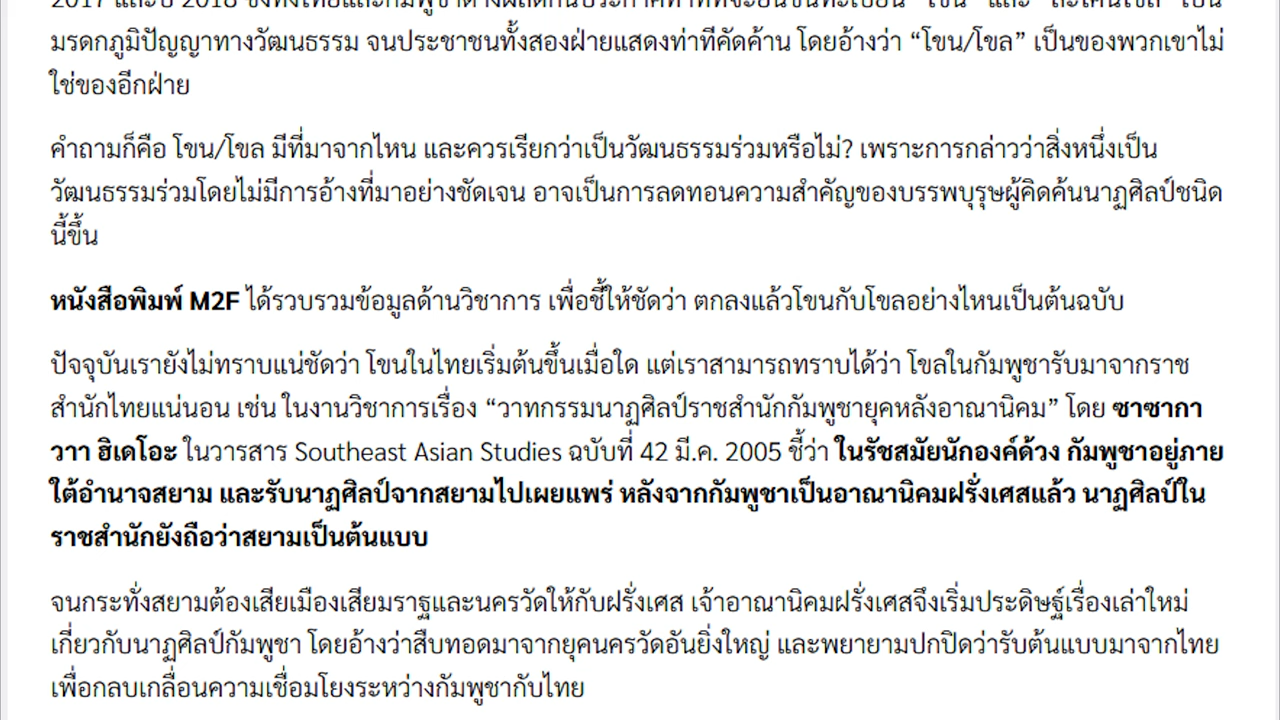 มรดกภูมิปัญญาทางวัฒนธรรม จนประชาชนทั้งสองฝ่ายแสดงท่าทีคัดค้าน โดยอ้างว่า “โขน/โขล” เป็นของพวกเขาไม่
ใช่ของอีกฝ่าย
คำถามก็คือ โขน/โขล มีที่มาจากไหน และควรเรียกว่าเป็นวัฒนธรรมร่วมหรือไม่? เพราะการกล่าวว่าสิ่งหนึ่งเป็น
วัฒนธรรมร่วมโดยไม่มีการอ้างที่มาอย่างชัดเจน อาจเป็นการลดทอนความสำคัญของบรรพบุรุษผู้คิดค้นนาฏศิลป์ชนิด
นี้ขึ้น
หนังสือพิมพ์ M2F ได้รวบรวมข้อมูลด้านวิชาการ เพื่อชี้ให้ชัดว่า ตกลงแล้วโขนกับโขลอย่างไหนเป็นต้นฉบับ
ปัจจุบันเรายังไม่ทราบแน่ชัดว่า โขนในไทยเริ่มต้นขึ้นเมื่อใด แต่เราสามารถทราบได้ว่า โขลในกัมพูชารับมาจากราช
สำนักไทยแน่นอน เช่น ในงานวิชาการเรื่อง “วาทกรรมนาฏศิลป์ราชสำนักกัมพูชายุคหลังอาณานิคม” โดย ซาซากา
วาา ฮิเดโอะ ในวารสาร Southeast Asian Studies ฉบับที่ 42 มี.ค. 2005 ชี้ว่า ในรัชสมัยนักองค์ด้วง กัมพูชาอยู่ภาย
ใต้อำนาจสยาม และรับนาฏศิลป์จากสยามไปเผยแพร่ หลังจากกัมพูชาเป็นอาณานิคมฝรั่งเศสแล้ว นาฏศิลป์ใน
ราชสำนักยังถือว่าสยามเป็นต้นแบบ
จนกระทั่งสยามต้องเสียเมืองเสียมราฐและนครวัดให้กับฝรั่งเศส เจ้าอาณานิคมฝรั่งเศสจึงเริ่มประดิษฐ์เรื่องเล่าใหม่
เกี่ยวกับนาฏศิลป์กัมพูชา โดยอ้างว่าสืบทอดมาจากยุคนครวัดอันยิ่งใหญ่ และพยายามปกปิดว่ารับต้นแบบมาจากไทย
เพื่อกลบเกลื่อนความเชื่อมโยงระหว่างกัมพูชากับไทย